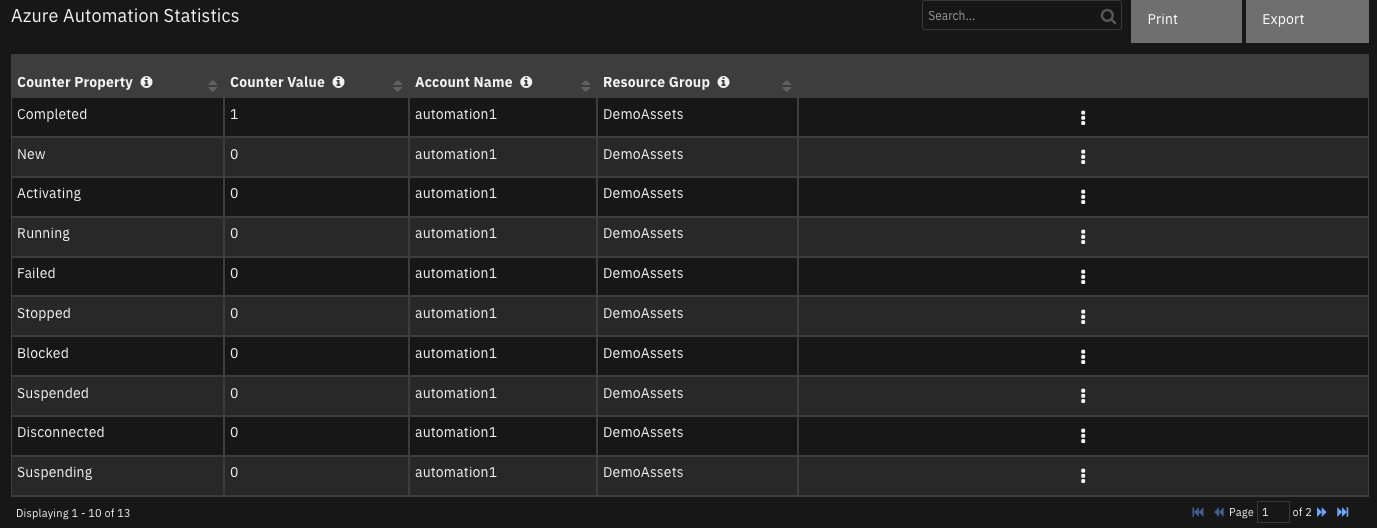 Azure Automation Statistics
Search...
Print
Export
Counter Property Counter Value Account Name Resource Group
Completed 1 automation1 DemoAssets
New 0 automation1 DemoAssets
Activating 0 automation1 DemoAssets
Running 0 automation1 DemoAssets
Failed 0 automation1 DemoAssets
Stopped 0 automation1 DemoAssets
Blocked 0 automation1 DemoAssets
Suspended 0 automation1 DemoAssets
Disconnected 0 automation1 DemoAssets
Suspending 0 automation1 DemoAssets
Displaying 1 - 10 of 13
Page 1 of 2